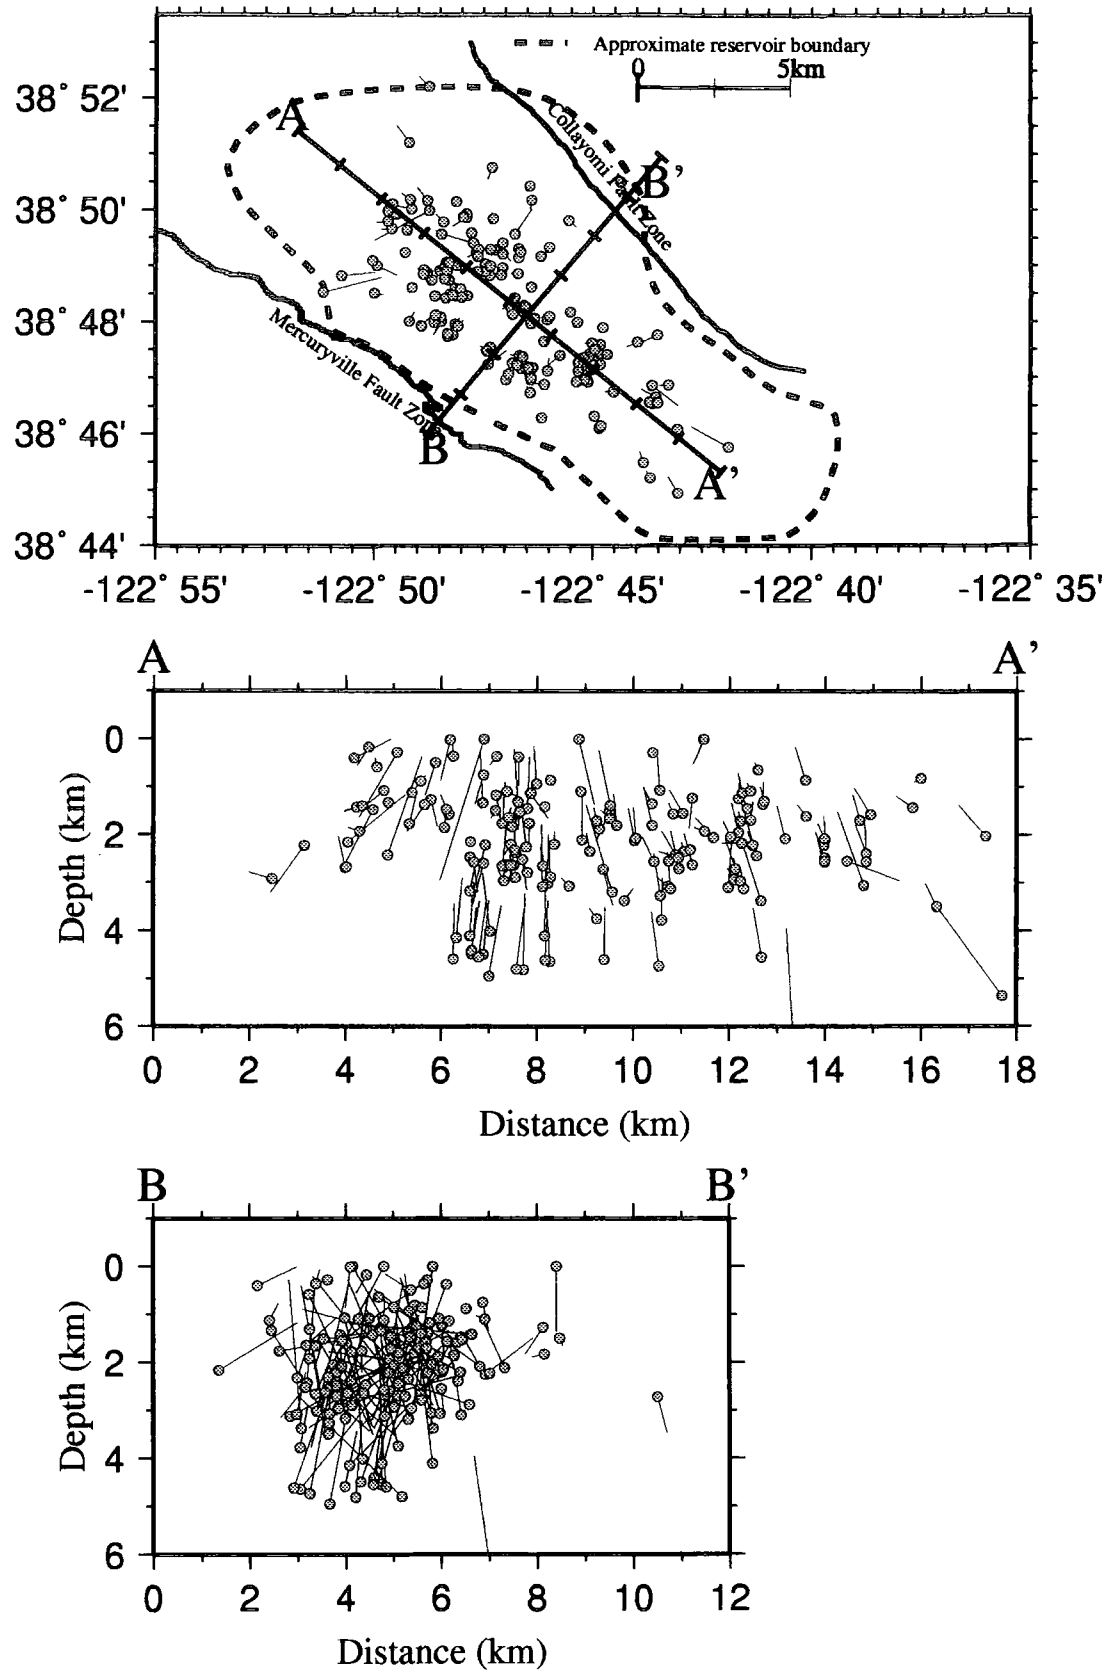 Approximate reservoir boundary
0 5km
38° 52'
A
Collayomi Fault Zone
B'
38° 50'
38° 48'
Mercuryville Fault Zone
38° 46'
B
A'
38° 44'
-122° 55' -122° 50' -122° 45' -122° 40' -122° 35'
A A'
0
2
4
6
Depth (km)
0 2 4 6 8 10 12 14 16 18
Distance (km)
B B'
0
2
4
6
Depth (km)
0 2 4 6 8 10 12
Distance (km)